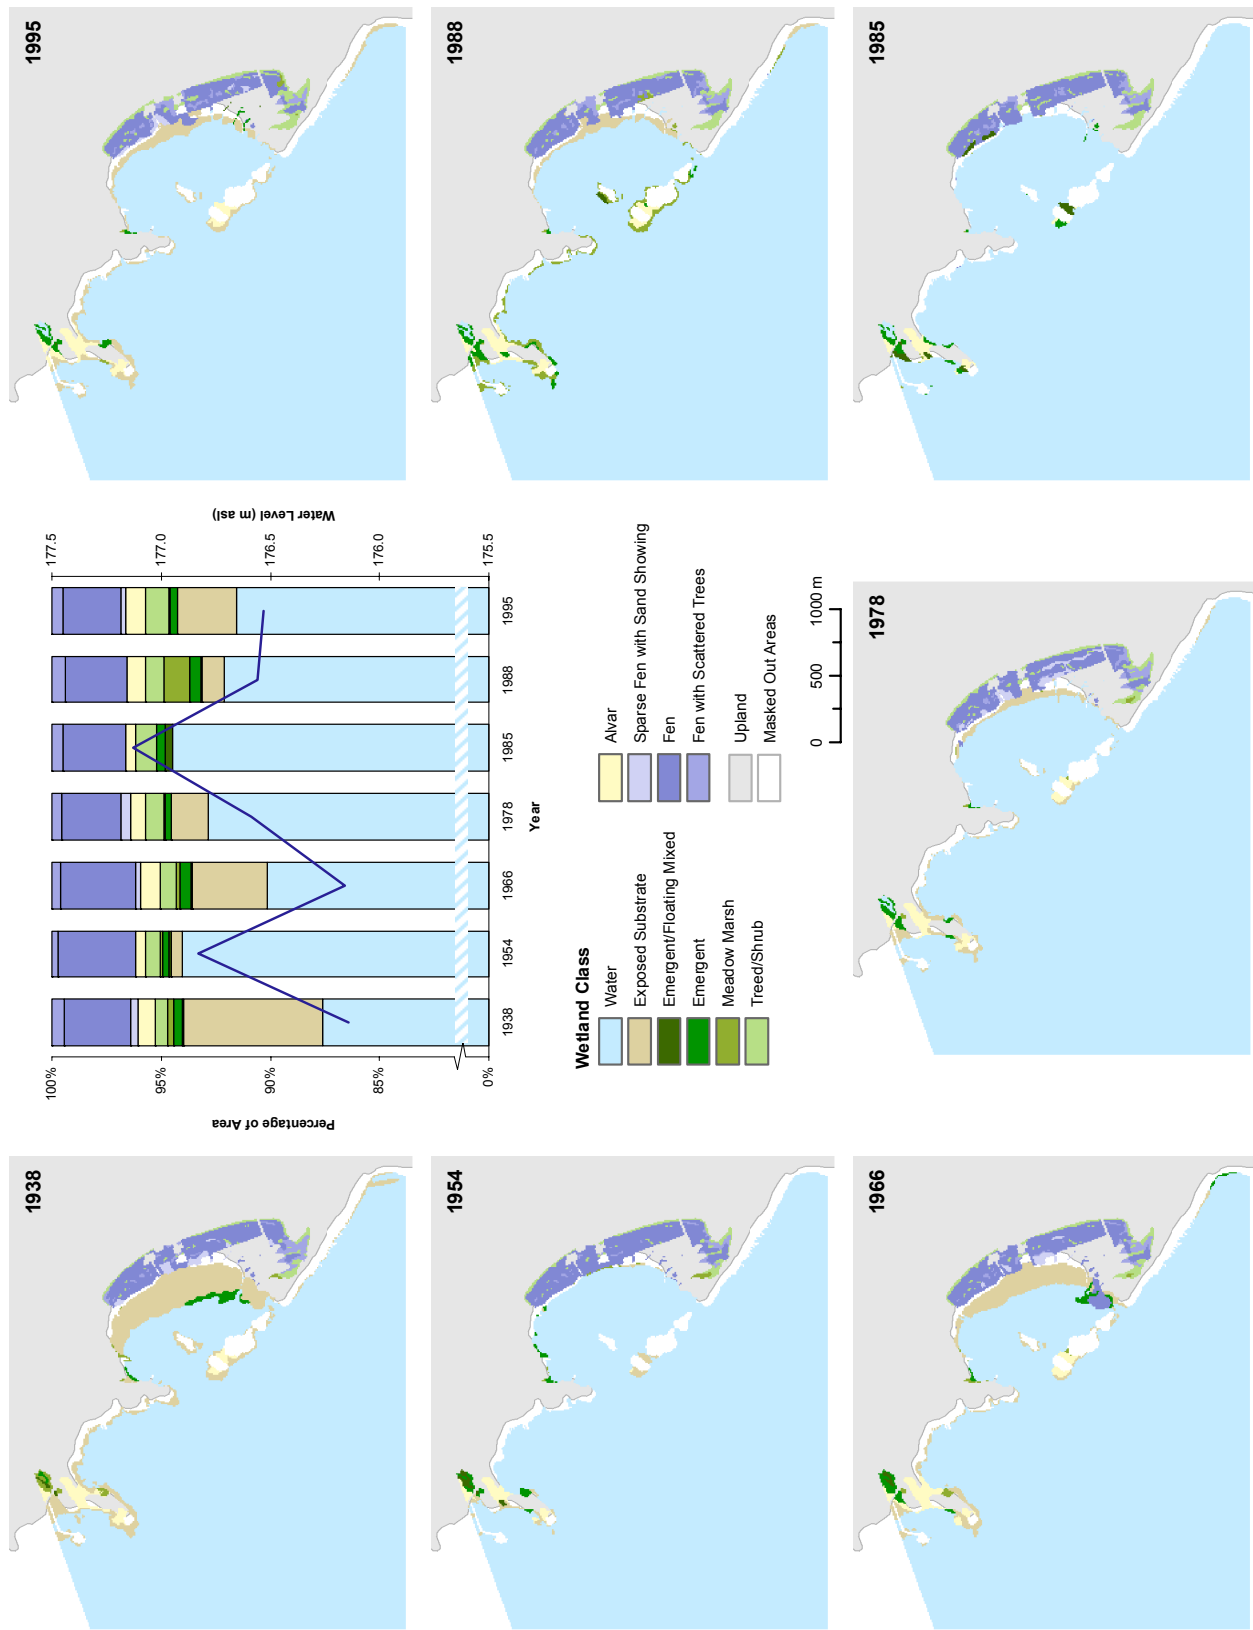 1938
1954
1966
100%
95%
90%
85%
0%
Percentage of Area
177.5
177.0
176.5
176.0
175.5
Water Level (m asl)
1938
1954
1966
1978
1985
1988
1995
Year
Wetland Class
Water
Exposed Substrate
Emergent/Floating Mixed
Emergent
Meadow Marsh
Treed/Shrub
Alvar
Sparse Fen with Sand Showing
Fen
Fen with Scattered Trees
Upland
Masked Out Areas
0 500 1000 m
1978
1995
1988
1985